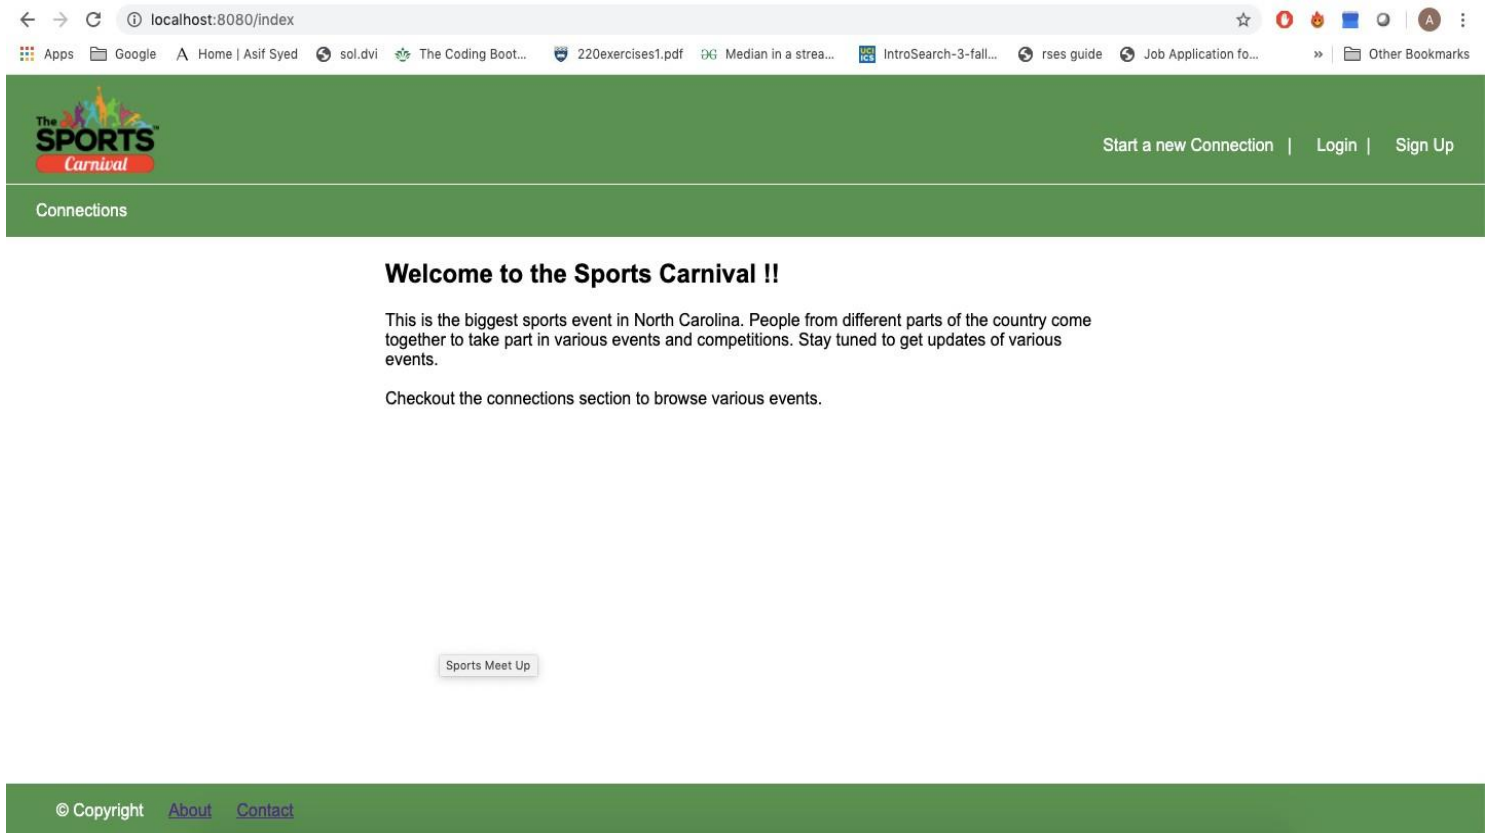 localhost:8080/index
Apps Google Home | Asif Syed sol.dvi The Coding Boot... 220exercises1.pdf Median in a strea... IntroSearch-3-fall... rses guide Job Application fo... » Other Bookmarks
The
SPORTS™
Carnival
Start a new Connection | Login | Sign Up
Connections
Welcome to the Sports Carnival !!
This is the biggest sports event in North Carolina. People from different parts of the country come
together to take part in various events and competitions. Stay tuned to get updates of various
events.
Checkout the connections section to browse various events.
Sports Meet Up
© Copyright About Contact